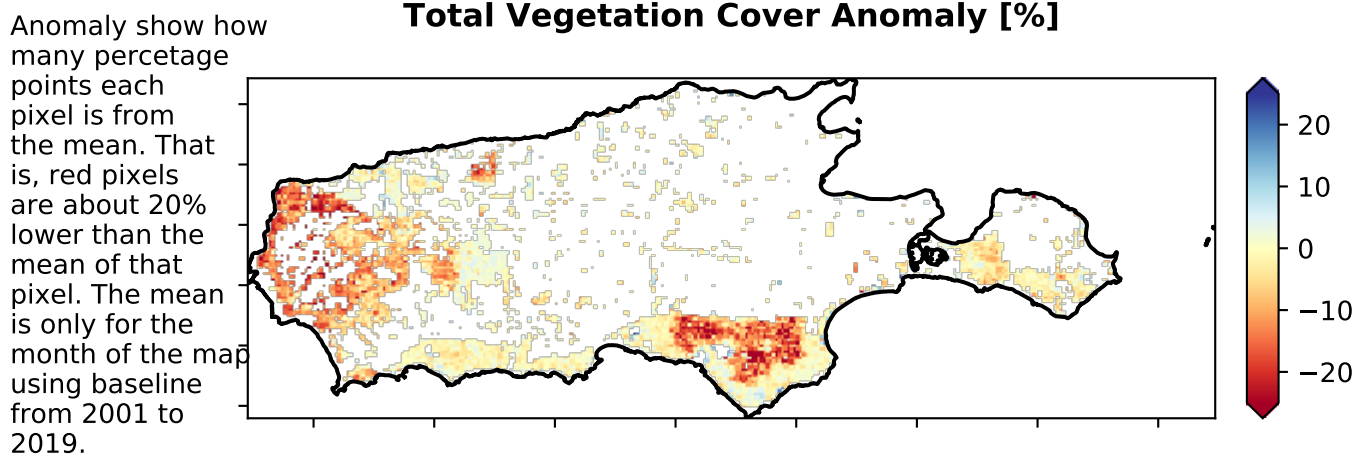 Total Vegetation Cover Anomaly [%]
Anomaly show how
many percetage
points each
pixel is from
the mean. That
is, red pixels
are about 20%
lower than the
mean of that
pixel. The mean
is only for the
month of the map
using baseline
from 2001 to
2019.
20
10
0
−10
−20